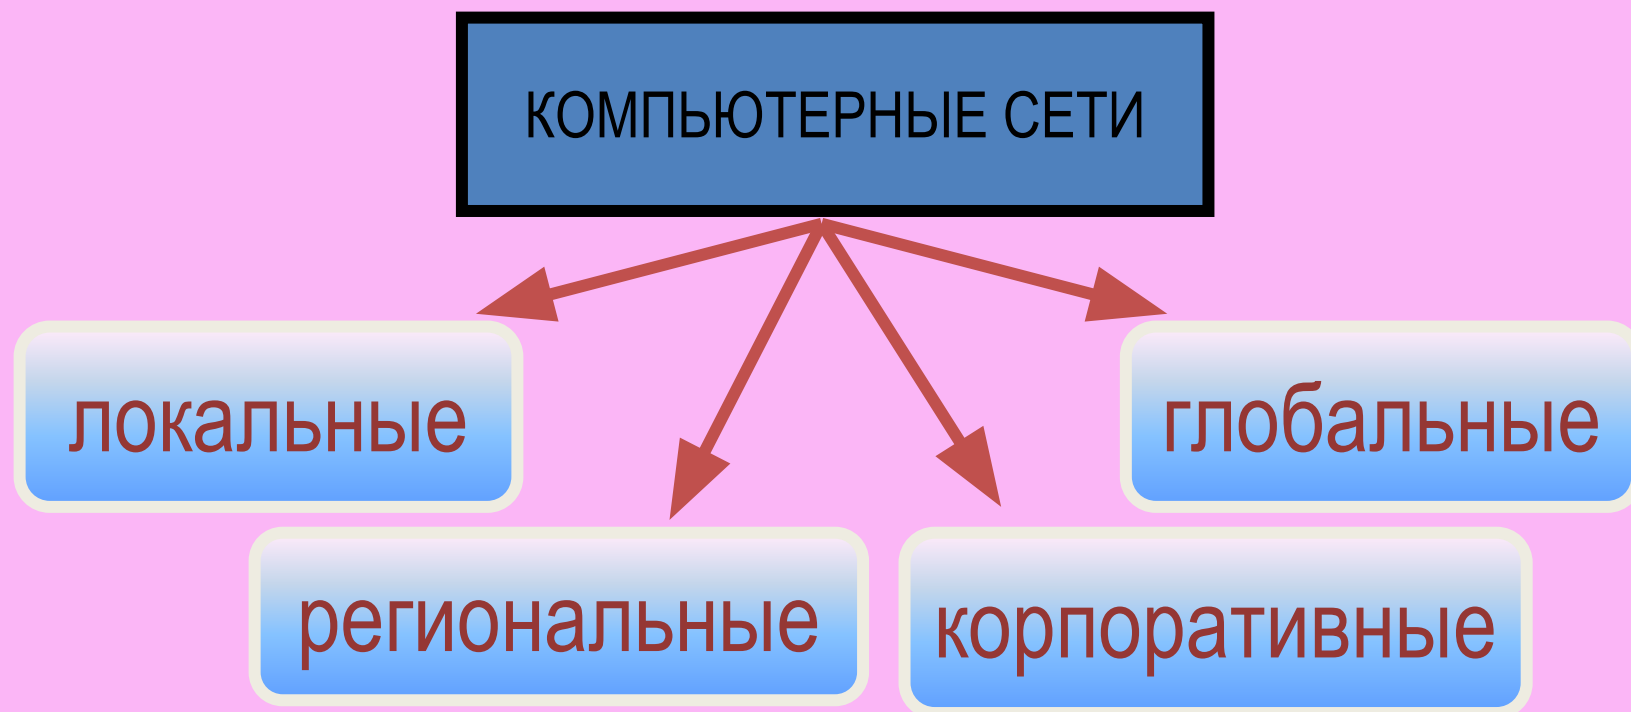 КОМПЬЮТЕРНЫЕ СЕТИ
локальные
глобальные
региональные
корпоративные